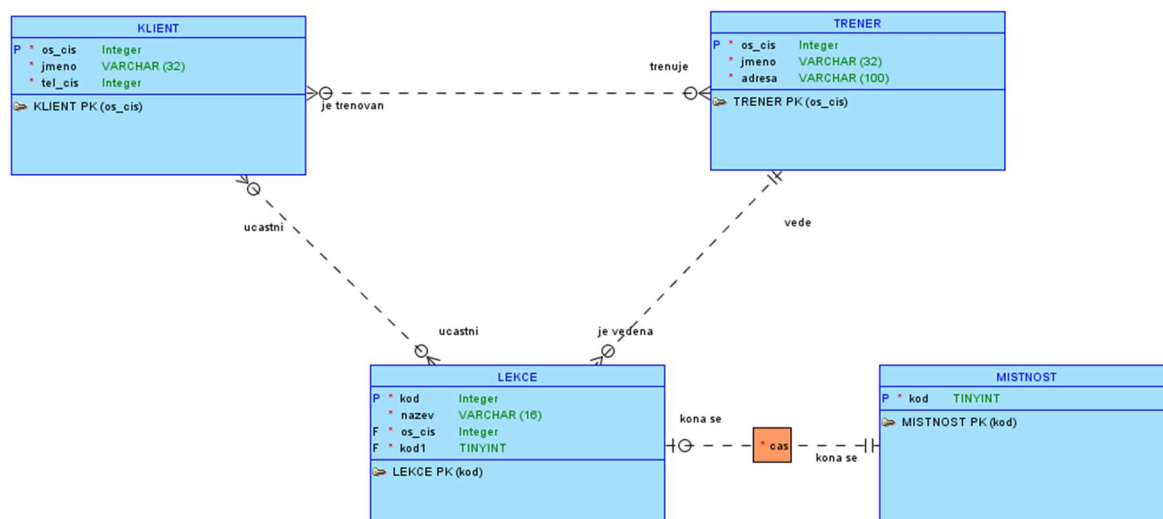 KLIENT
P * os_cis Integer
* jmeno VARCHAR (32)
* tel_cis Integer
KLIENT PK (os_cis)
TRENER
P * os_cis Integer
* jmeno VARCHAR (32)
* adresa VARCHAR (100)
TRENER PK (os_cis)
trenuje
je trenovan
ucastni
vede
ucastni
je vedena
LEKCE
P * kod Integer
* nazev VARCHAR (16)
F * os_cis Integer
F * kod1 TINYINT
LEKCE PK (kod)
kona se
* cas
kona se
MISTNOST
P * kod TINYINT
MISTNOST PK (kod)